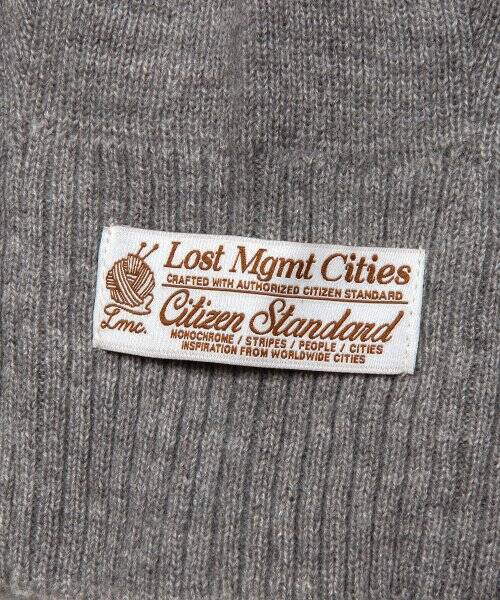 Lost Mgmt Cities
CRAFTED WITH AUTHORIZED CITIZEN STANDARD
Lmc.
Citizen Standard
MONOCHROME / STRIPES / PEOPLE / CITIES
INSPIRATION FROM WORLDWIDE CITIES